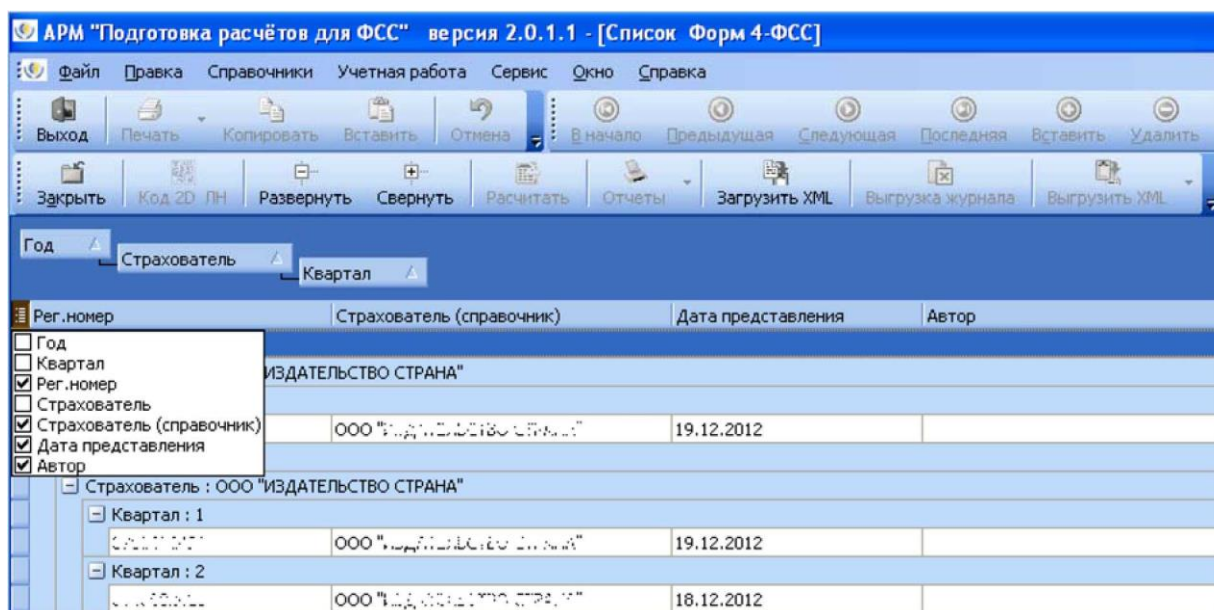 АРМ "Подготовка расчётов для ФСС" версия 2.0.1.1 - [Список Форм 4-ФСС]
Файл Правка Справочники Учетная работа Сервис Окно Справка
Выход Печать Копировать Вставить Отмена В начало Предыдущая Следующая Последняя Вставить Удалить
Закрыть Код 2D ЛН Развернуть Свернуть Расчитать Отчеты Загрузить XML Выгрузка журнала Выгрузить XML
Год
Страхователь
Квартал
Рег.номер Страхователь (справочник) Дата представления Автор
Год
Квартал
ИЗДАТЕЛЬСТВО СТРАНА"
Рег.номер
Страхователь
Страхователь (справочник)
ООО 19.12.2012
Дата представления
Автор
Страхователь : ООО "ИЗДАТЕЛЬСТВО СТРАНА"
Квартал : 1
ООО 19.12.2012
Квартал : 2
ООО 18.12.2012